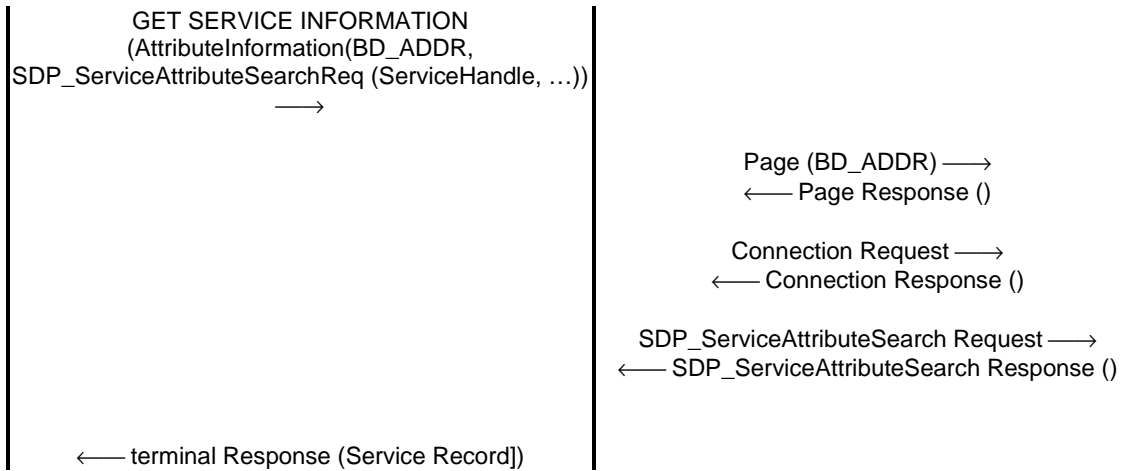 GET SERVICE INFORMATION
(AttributeInformation(BD_ADDR,
SDP_ServiceAttributeSearchReq (ServiceHandle, …))
⟶
Page (BD_ADDR) ⟶
⟵ Page Response ()
Connection Request ⟶
⟵ Connection Response ()
SDP_ServiceAttributeSearch Request ⟶
⟵ SDP_ServiceAttributeSearch Response ()
⟵ terminal Response (Service Record])